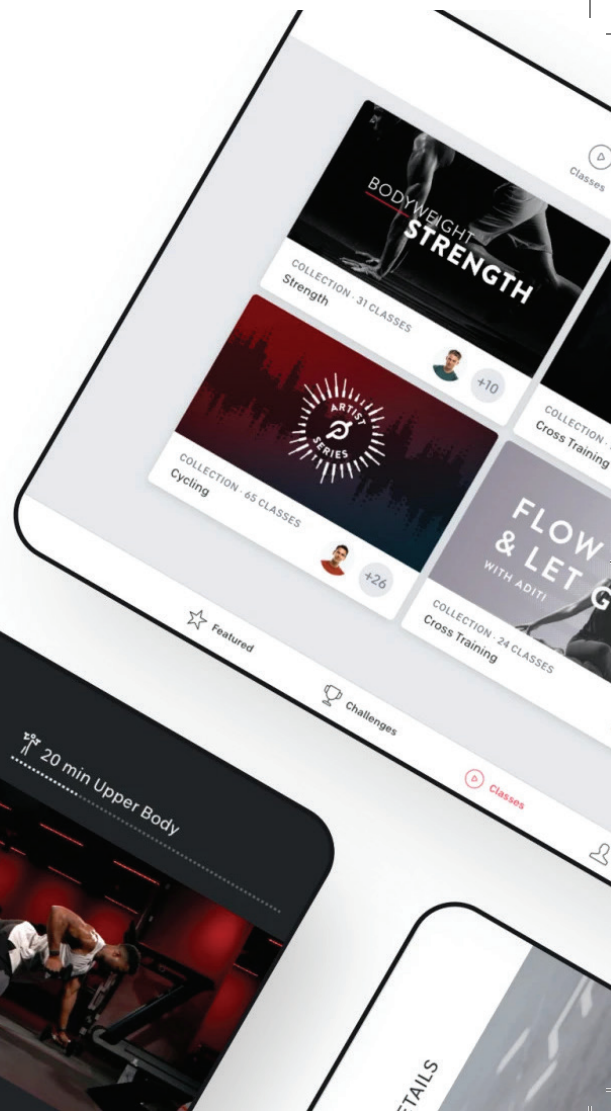 Classes
BODYWEIGHT
STRENGTH
COLLECTION · 31 CLASSES
Strength
+10
COLLECTION ·
Cross Training
ARTIST
SERIES
COLLECTION · 65 CLASSES
Cycling
+26
FLOW
& LET G
WITH ADITI
COLLECTION · 24 CLASSES
Cross Training
Featured
Challenges
Classes
20 min Upper Body
ETAILS